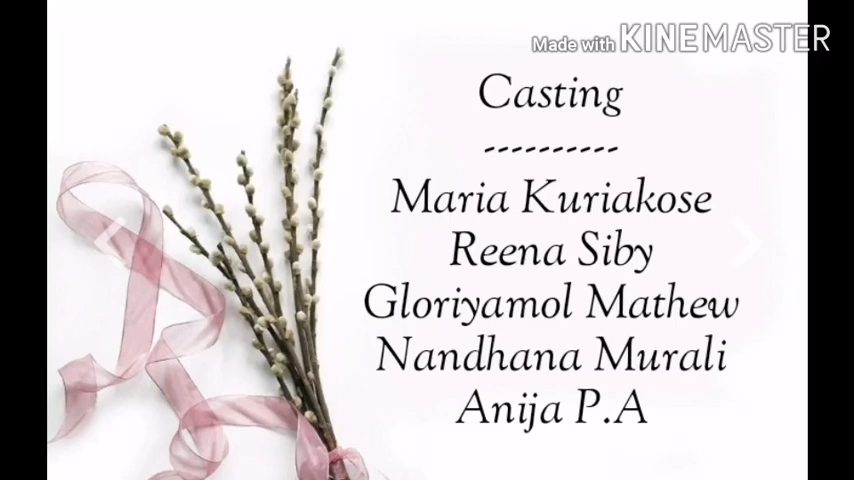 Made with KINEMASTER
Casting
----------
Maria Kuriakose
Reena Siby
Gloriyamol Mathew
Nandhana Murali
Anija P.A